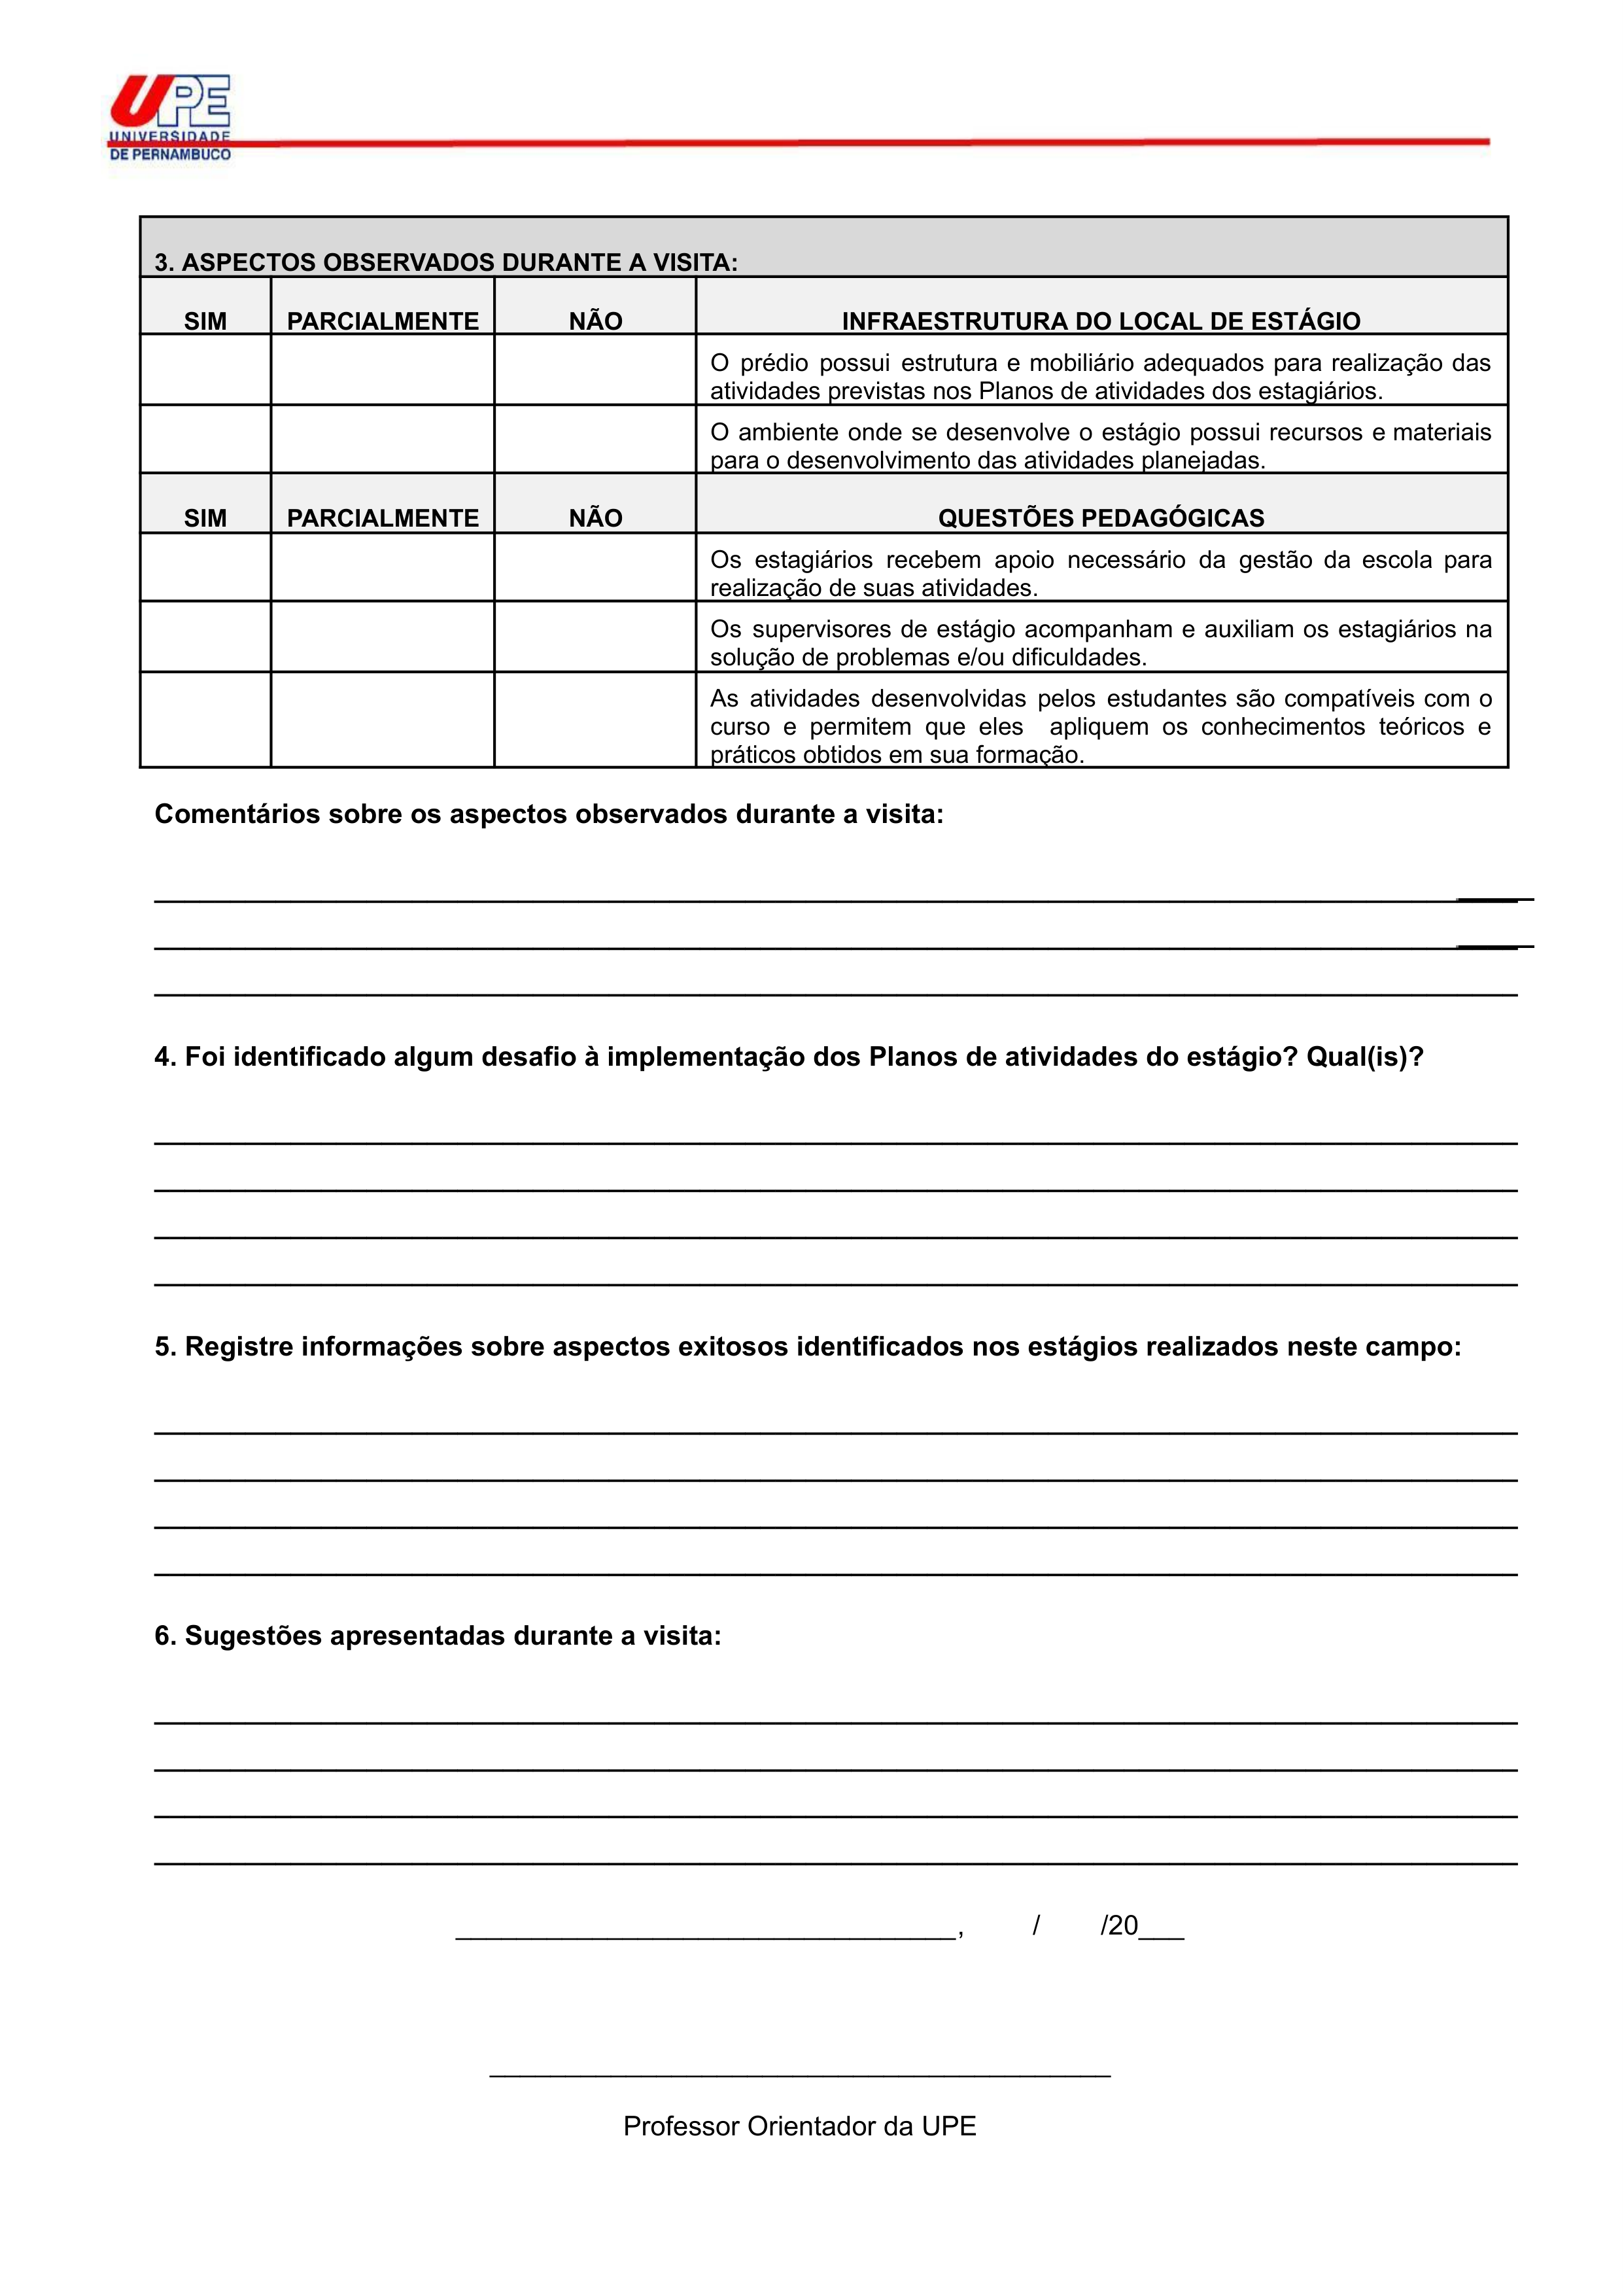 UPE
UNIVERSIDADE
DE PERNAMBUCO
3. ASPECTOS OBSERVADOS DURANTE A VISITA:
SIM PARCIALMENTE NÃO INFRAESTRUTURA DO LOCAL DE ESTÁGIO
O prédio possui estrutura e mobiliário adequados para realização das
atividades previstas nos Planos de atividades dos estagiários.
O ambiente onde se desenvolve o estágio possui recursos e materiais
para o desenvolvimento das atividades planejadas.
SIM PARCIALMENTE NÃO QUESTÕES PEDAGÓGICAS
Os estagiários recebem apoio necessário da gestão da escola para
realização de suas atividades.
Os supervisores de estágio acompanham e auxiliam os estagiários na
solução de problemas e/ou dificuldades.
As atividades desenvolvidas pelos estudantes são compatíveis com o
curso e permitem que eles apliquem os conhecimentos teóricos e
práticos obtidos em sua formação.
Comentários sobre os aspectos observados durante a visita:
4. Foi identificado algum desafio à implementação dos Planos de atividades do estágio? Qual(is)?
5. Registre informações sobre aspectos exitosos identificados nos estágios realizados neste campo:
6. Sugestões apresentadas durante a visita:
_________________________________, / /20___
Professor Orientador da UPE